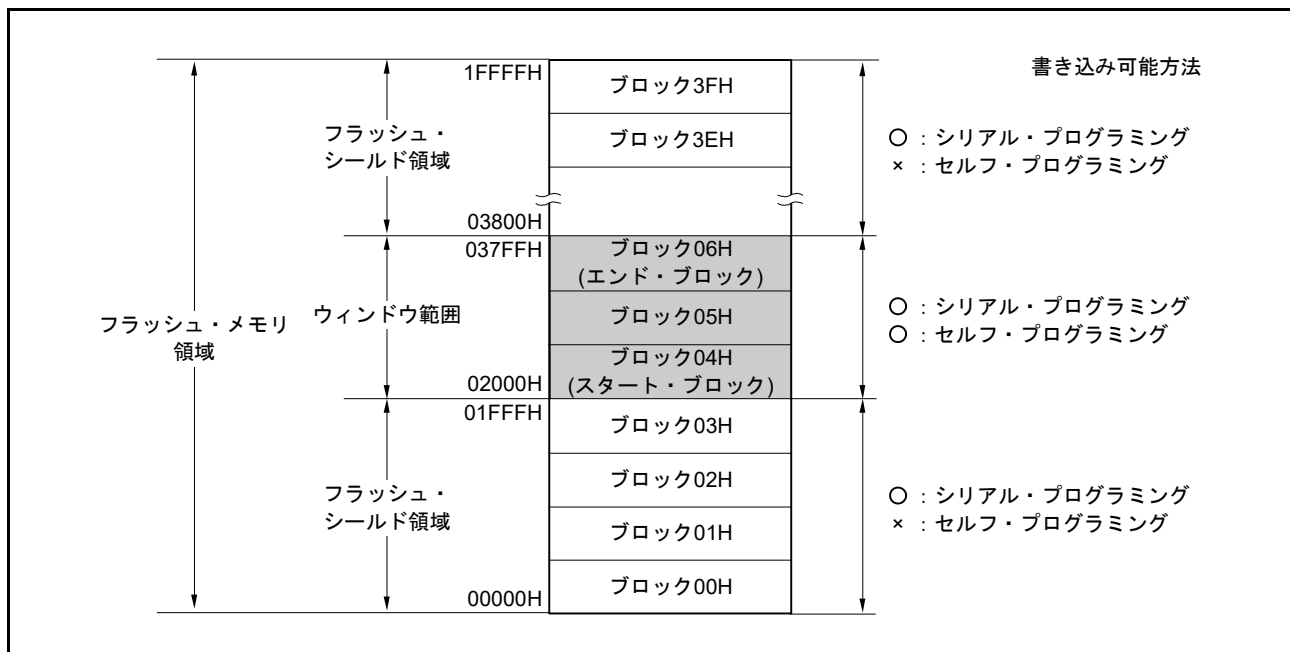 書き込み可能方法
1FFFFH
ブロック3FH
ブロック3EH
フラッシュ・
シールド領域
○ : シリアル・プログラミング
× : セルフ・プログラミング
03800H
037FFH
ブロック06H
(エンド・ブロック)
ブロック05H
ブロック04H
(スタート・ブロック)
フラッシュ・メモリ
領域
ウィンドウ範囲
○ : シリアル・プログラミング
○ : セルフ・プログラミング
02000H
01FFFH
ブロック03H
ブロック02H
ブロック01H
ブロック00H
フラッシュ・
シールド領域
○ : シリアル・プログラミング
× : セルフ・プログラミング
00000H